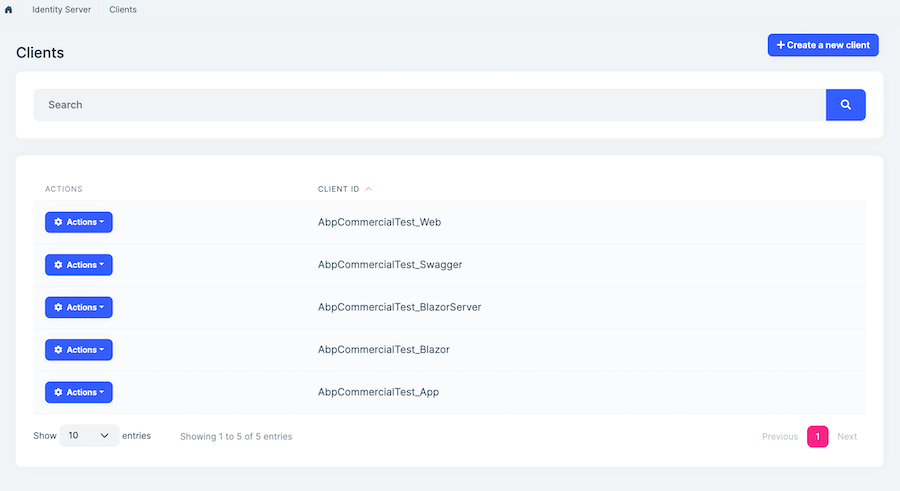 Identity Server Clients
Clients
Create a new client
Search
ACTIONS CLIENT ID
Actions AbpCommercialTest_Web
Actions AbpCommercialTest_Swagger
Actions AbpCommercialTest_BlazorServer
Actions AbpCommercialTest_Blazor
Actions AbpCommercialTest_App
Show 10 entries Showing 1 to 5 of 5 entries Previous 1 Next